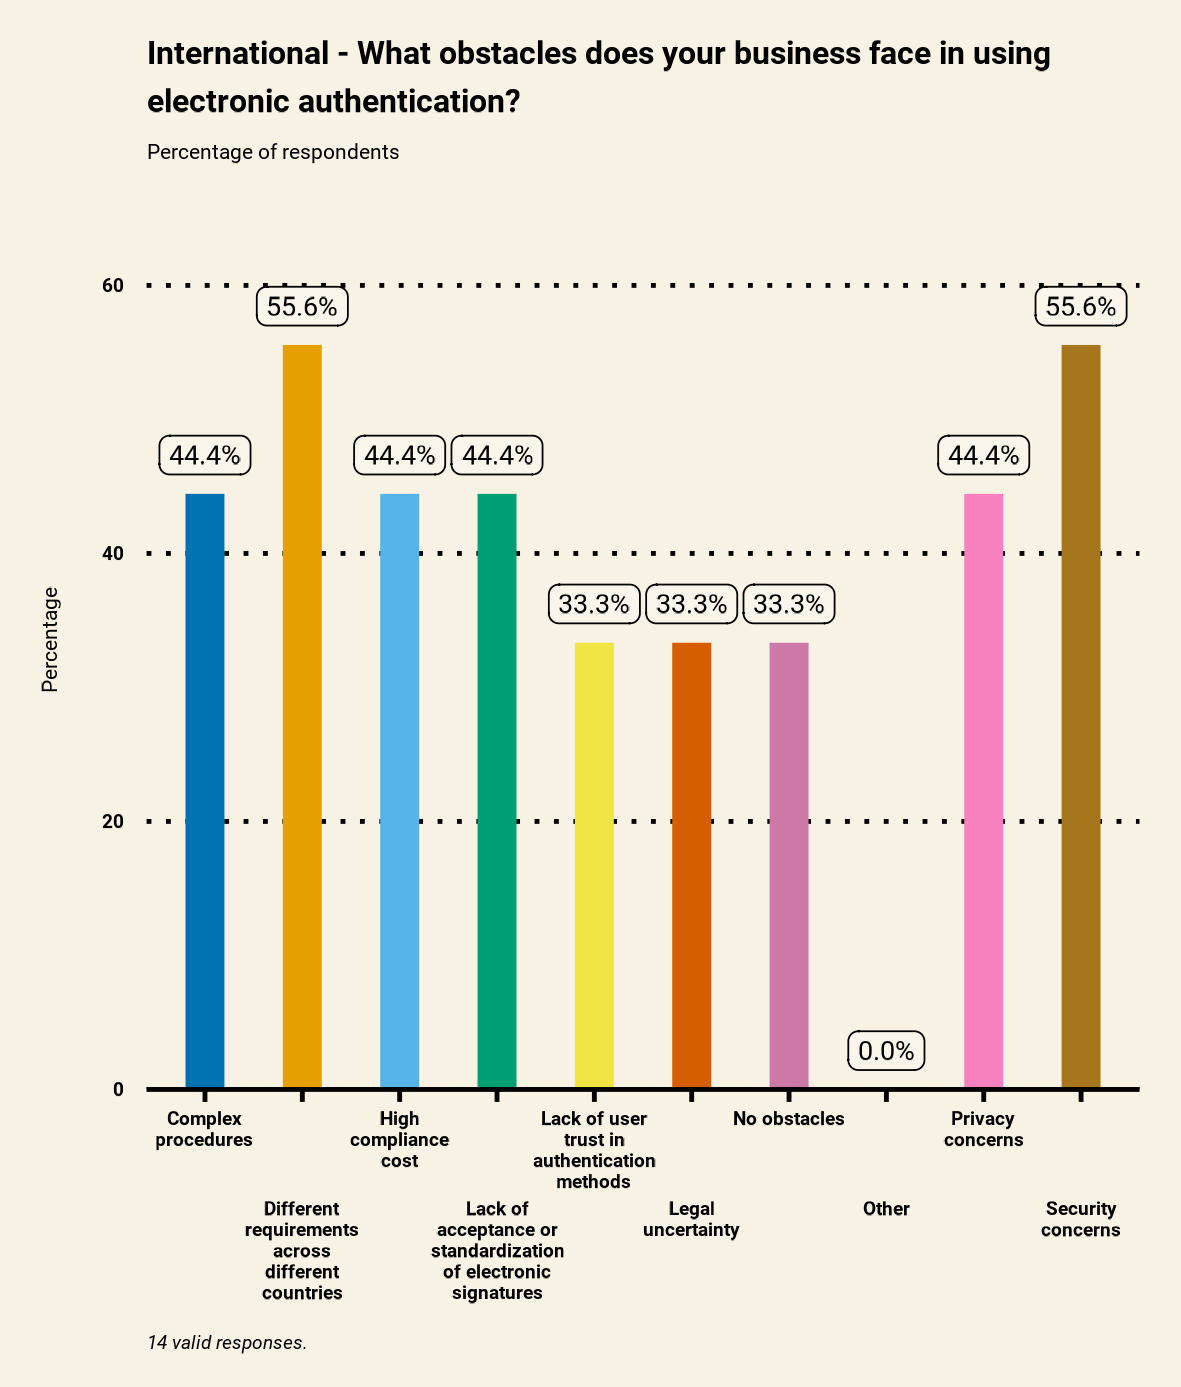 International - What obstacles does your business face in using
electronic authentication?
Percentage of respondents
60
55.6%
55.6%
44.4%
44.4%
44.4%
44.4%
40
33.3%
33.3%
33.3%
Percentage
20
0.0%
0
Complex
procedures
Different
requirements
across
different
countries
High
compliance
cost
Lack of
acceptance or
standardization
of electronic
signatures
Lack of user
trust in
authentication
methods
Legal
uncertainty
No obstacles
Other
Privacy
concerns
Security
concerns
14 valid responses.